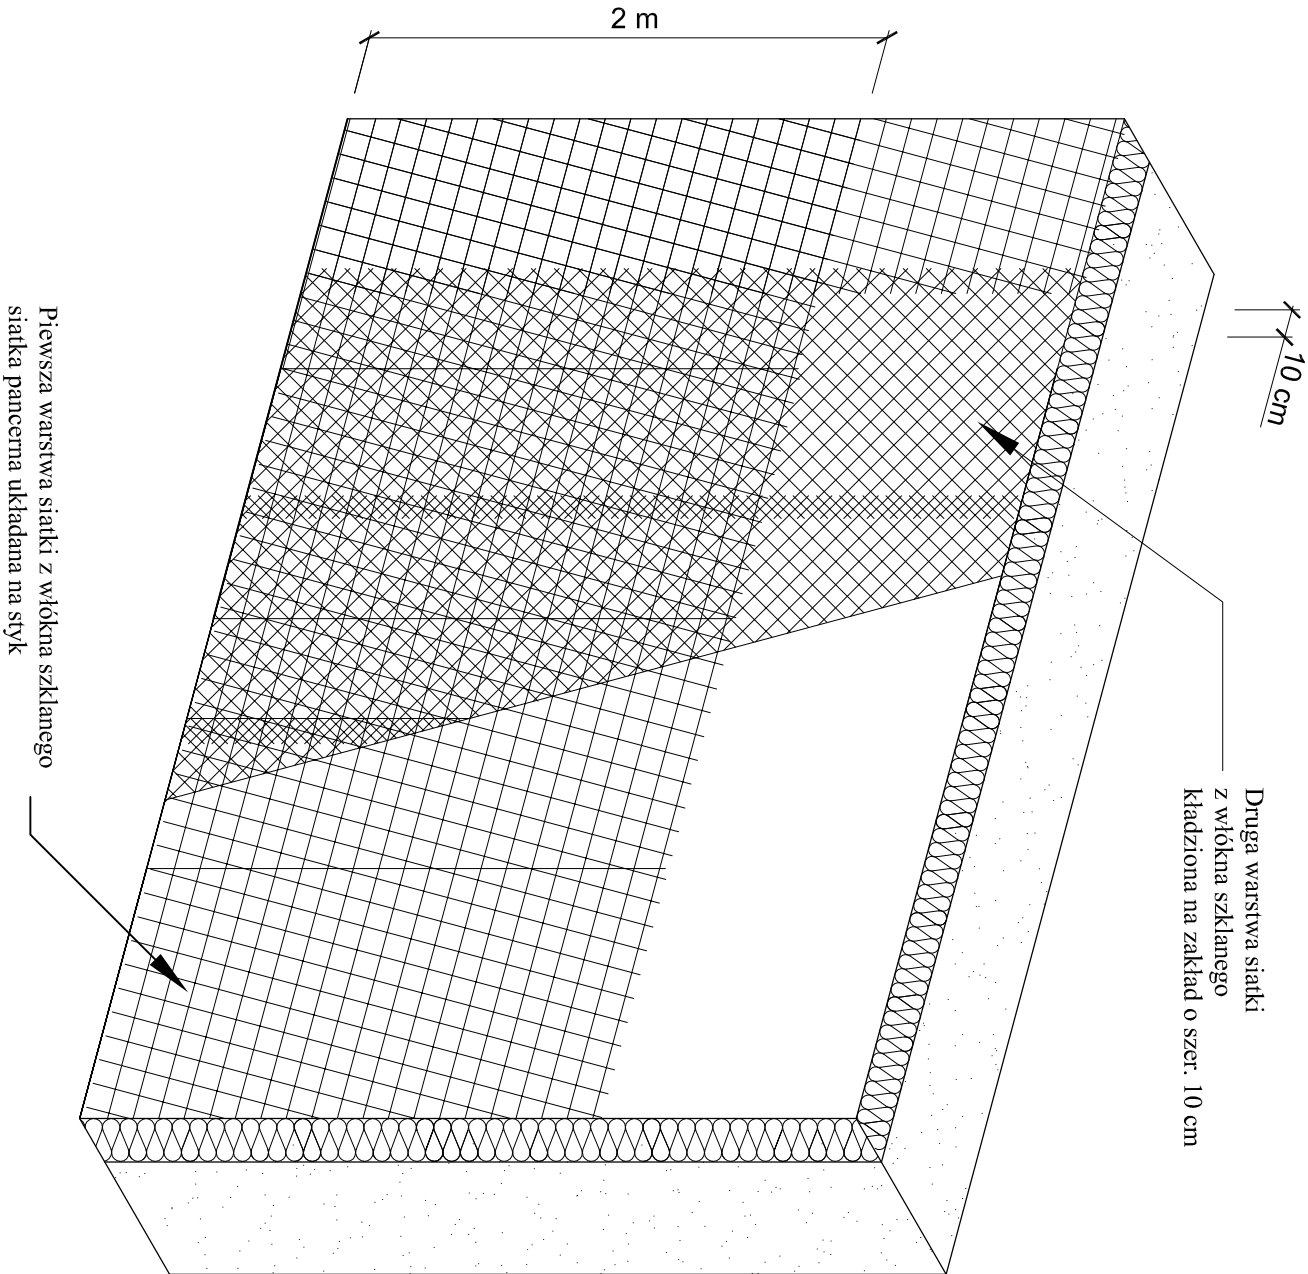 2 m
10 cm
Druga warstwa siatki
z włókna szklanego
kładziona na zakład o szer. 10 cm
Piewsza warstwa siatki z włókna szklanego
siatka pancerna układana na styk